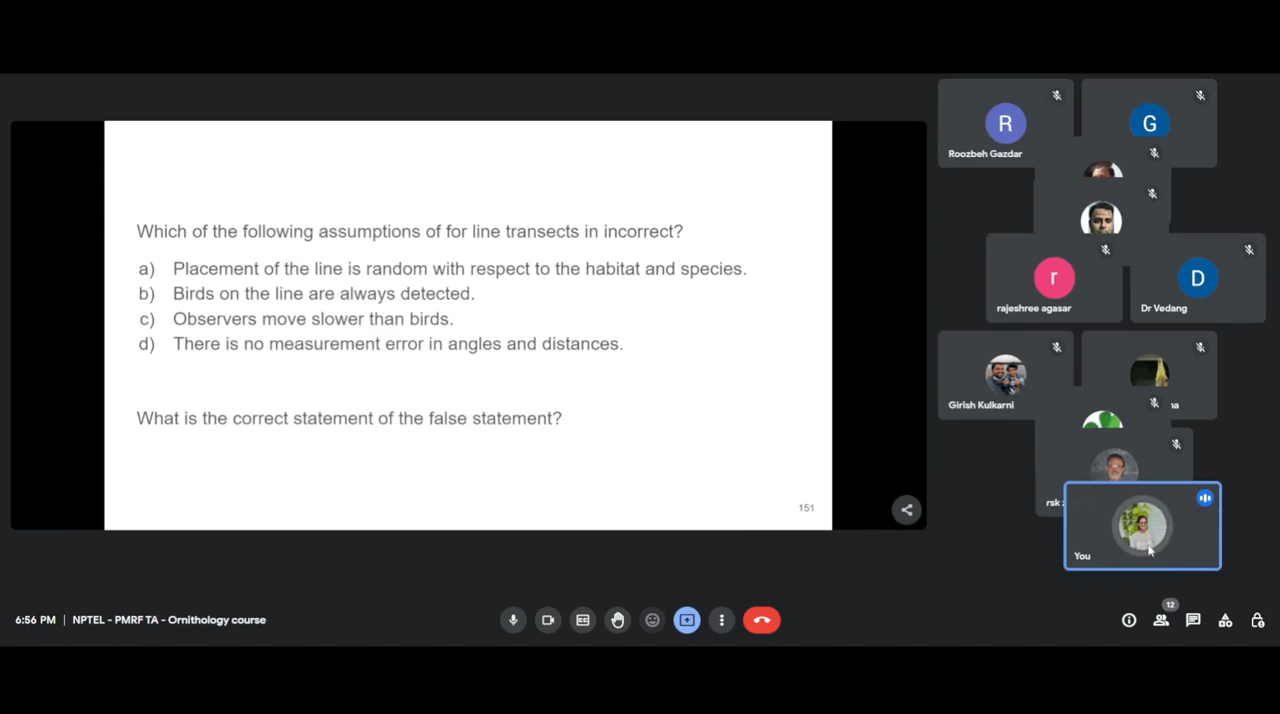 Which of the following assumptions of for line transects in incorrect?
a) Placement of the line is random with respect to the habitat and species.
b) Birds on the line are always detected.
c) Observers move slower than birds.
d) There is no measurement error in angles and distances.
What is the correct statement of the false statement?
151
R
Roozbeh Gazdar
G
r
rajeshree agasar
D
Dr Vedang
Girish Kulkarni
na
rsk
You
6:56 PM | NPTEL - PMRF TA - Ornithology course
12